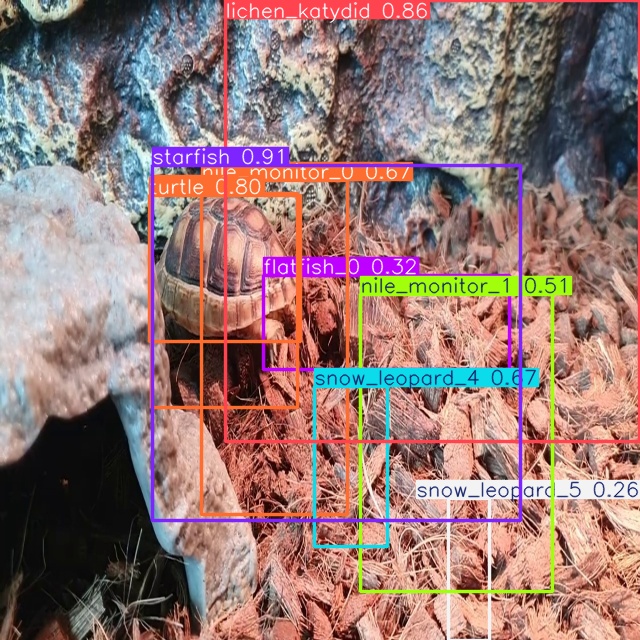 lichen_katydid 0.86
starfish 0.91
nile_monitor_0 0.67
turtle 0.80
flatfish_0 0.32
nile_monitor_1 0.51
snow_leopard_4 0.67
snow_leopard_5 0.26